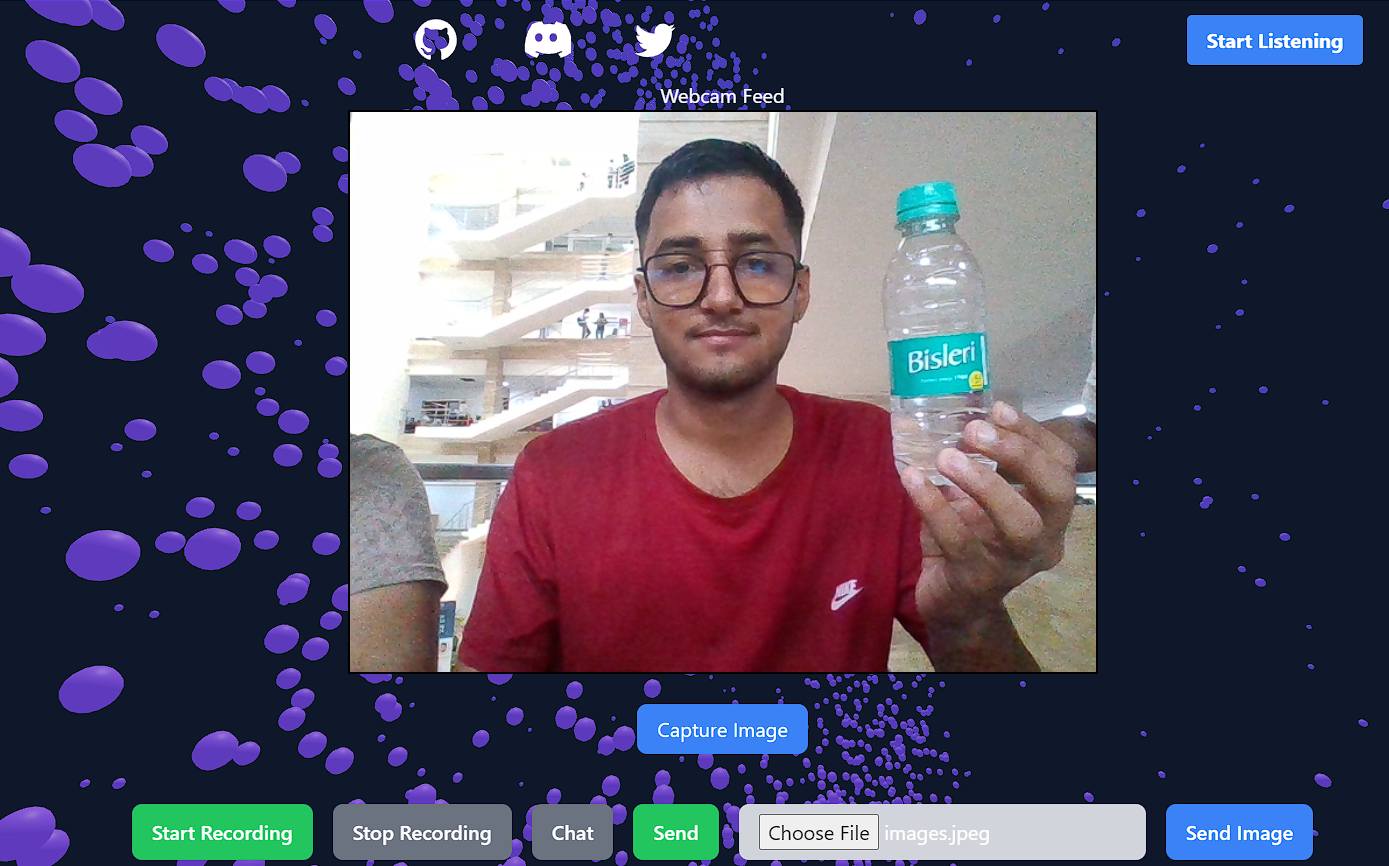 Start Listening
Webcam Feed
Bisleri
NIKE
Capture Image
Start Recording
Stop Recording
Chat
Send
Choose File images.jpeg
Send Image